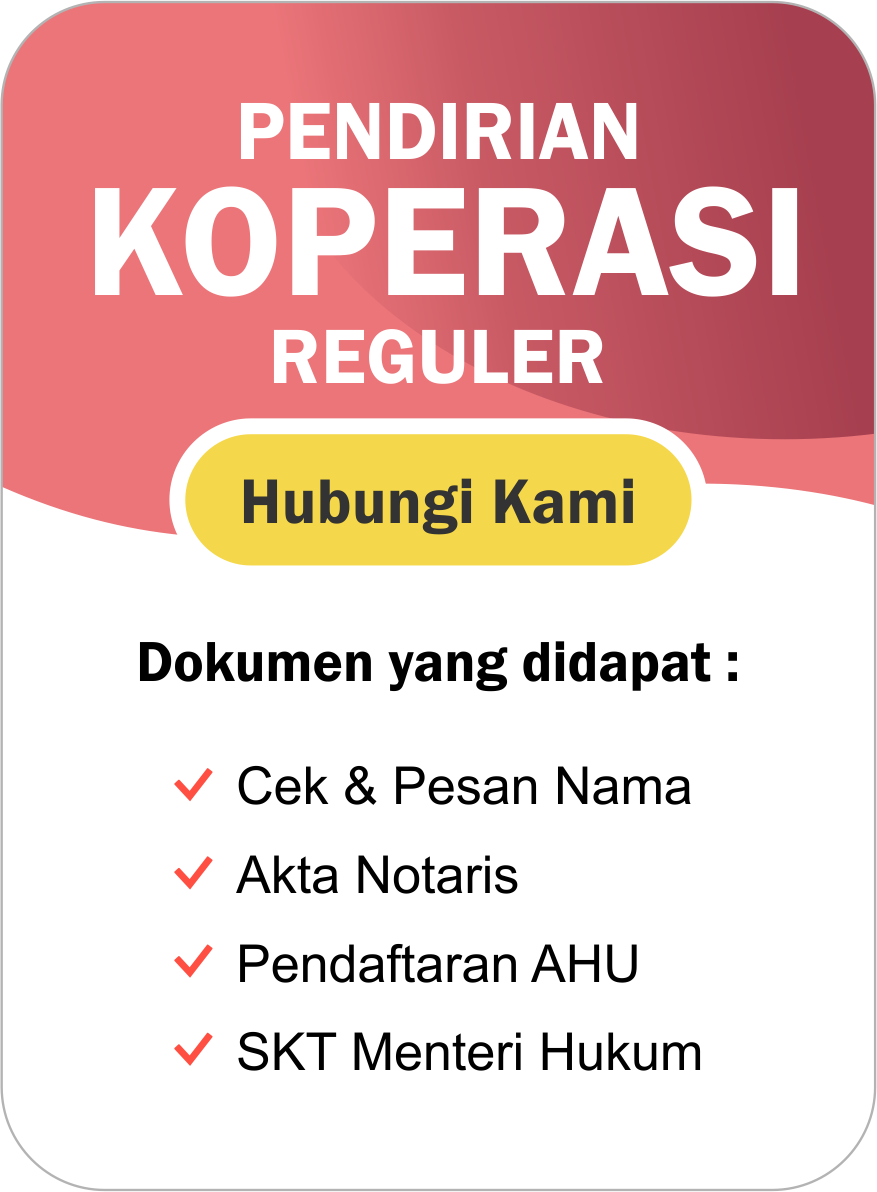 PENDIRIAN
KOPERASI
REGULER
Hubungi Kami
Dokumen yang didapat :
Cek & Pesan Nama
Akta Notaris
Pendaftaran AHU
SKT Menteri Hukum